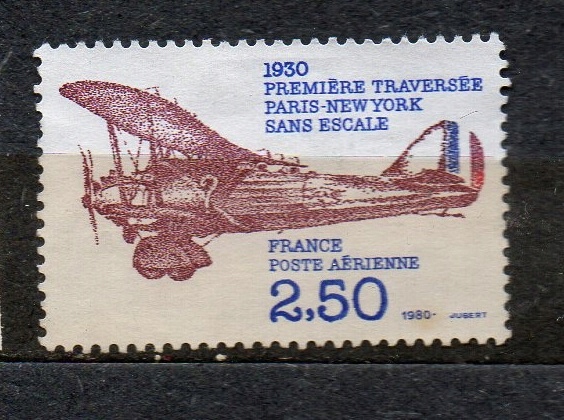 1930
PREMIÈRE TRAVERSÉE
PARIS-NEW YORK
SANS ESCALE
FRANCE
POSTE AÉRIENNE
2,50
1980- JUBERT